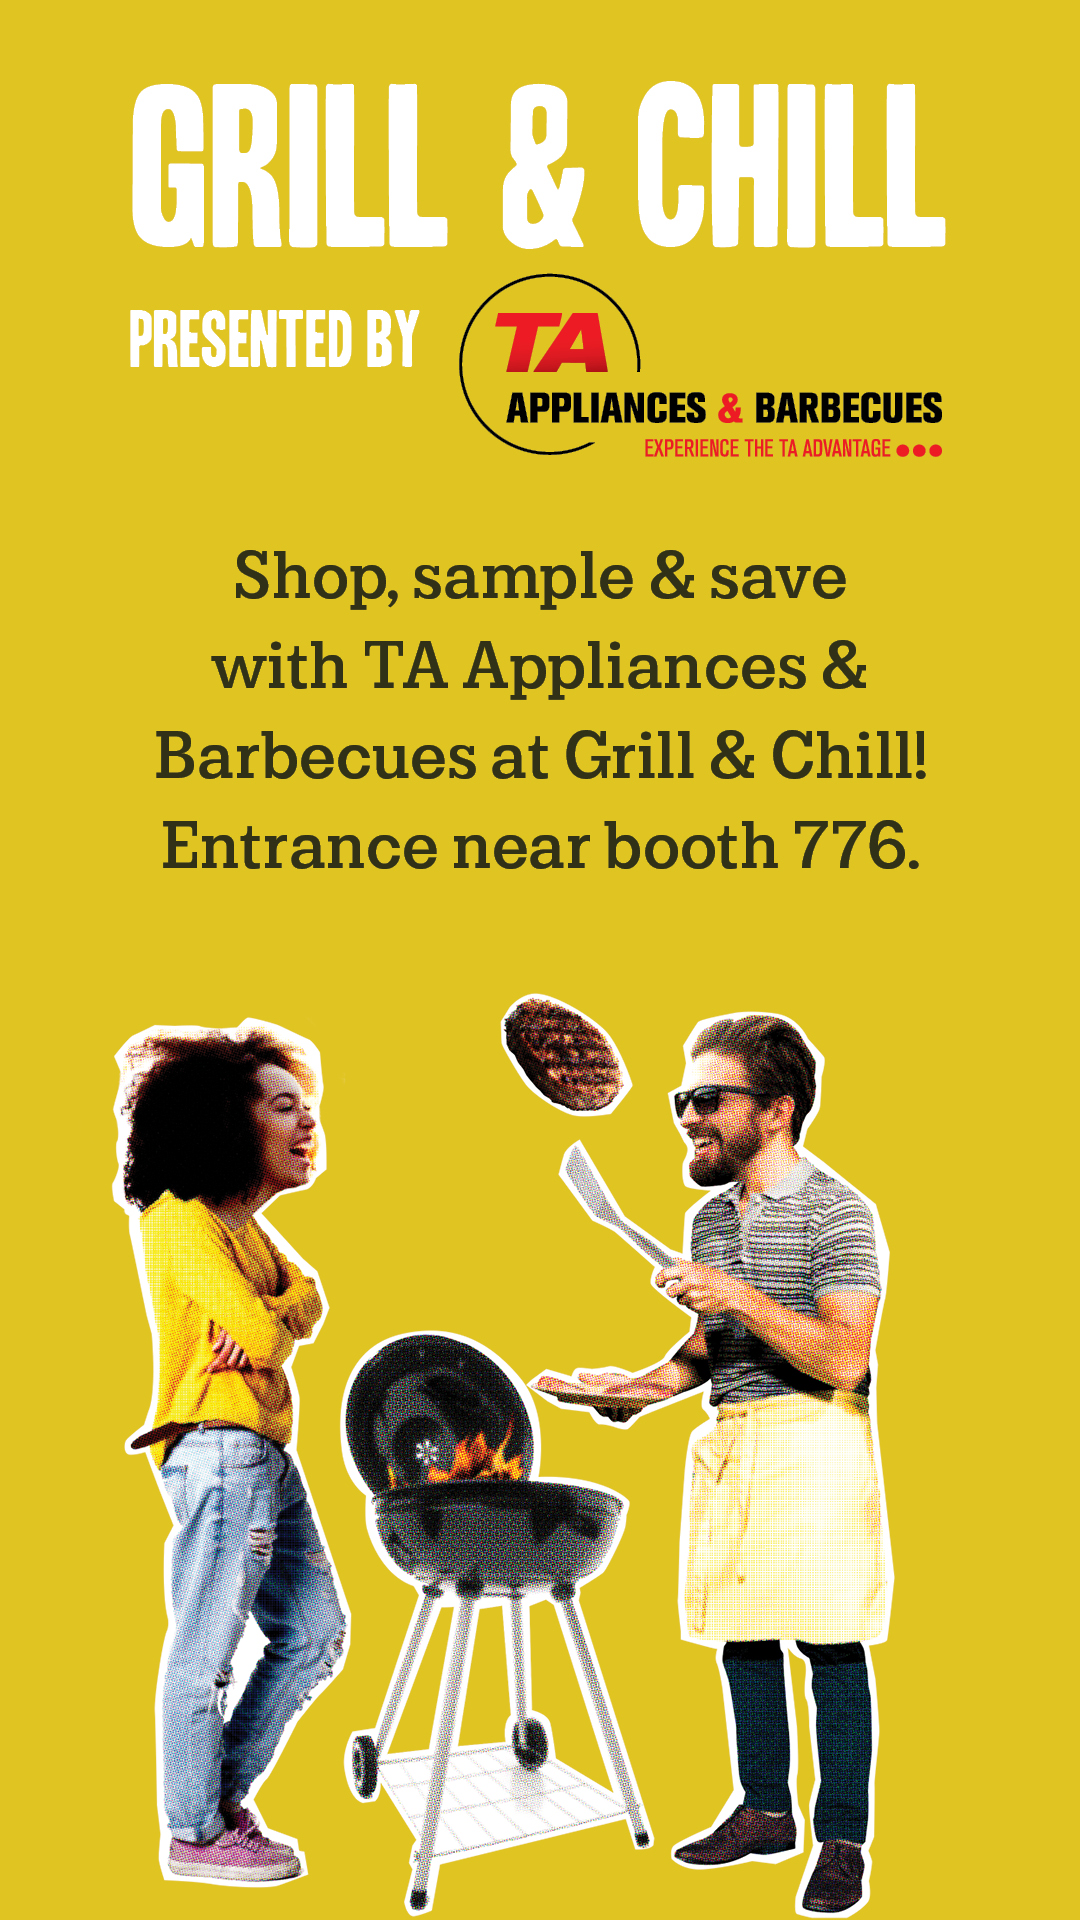 GRILL & CHILL
PRESENTED BY
TA
APPLIANCES & BARBECUES
EXPERIENCE THE TA ADVANTAGE
Shop, sample & save
with TA Appliances &
Barbecues at Grill & Chill!
Entrance near booth 776.